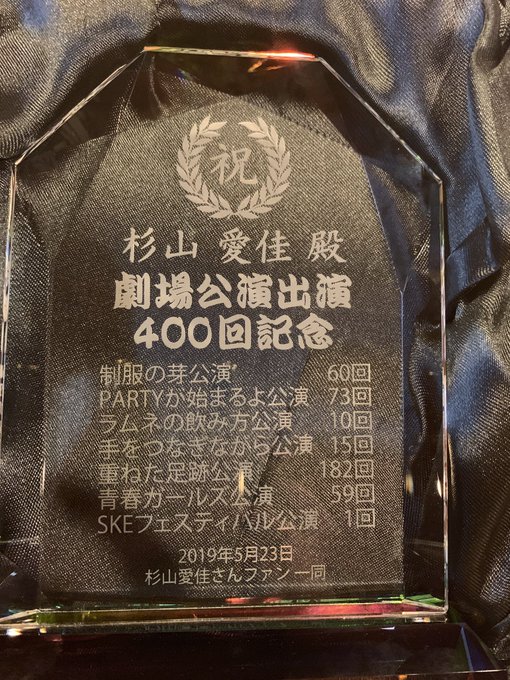 祝
杉山 愛佳 殿
劇場公演出演
400回記念
制服の芽公演 60回
PARTYが始まるよ公演 73回
ラムネの飲み方公演 10回
手をつなぎながら公演 15回
重ねた足跡公演 182回
青春ガールズ公演 59回
SKEフェスティバル公演 1回
2019年5月23日
杉山愛佳さんファン一同